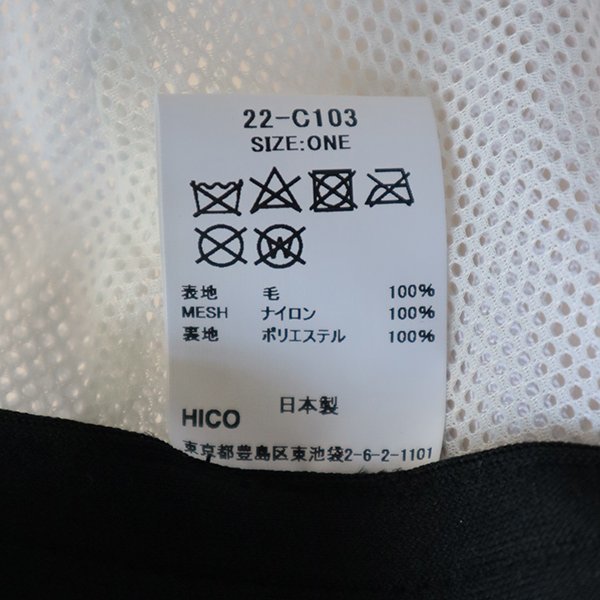 22-C103
SIZE:ONE
W
表地 毛 100%
MESH ナイロン 100%
裏地 ポリエステル 100%
日本製
HICO
東京都豊島区東池袋2-6-2-1101